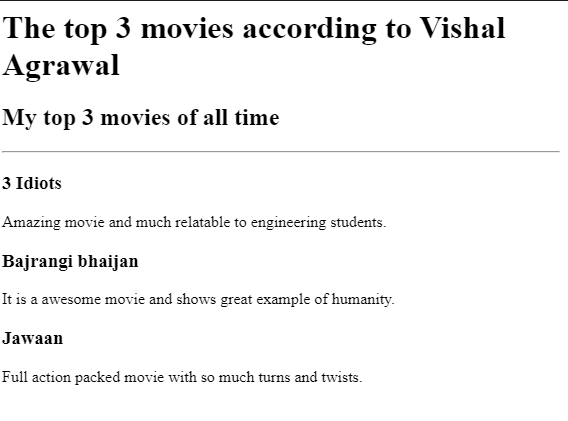 The top 3 movies according to Vishal
Agrawal
My top 3 movies of all time
3 Idiots
Amazing movie and much relatable to engineering students.
Bajrangi bhaijan
It is a awesome movie and shows great example of humanity.
Jawaan
Full action packed movie with so much turns and twists.